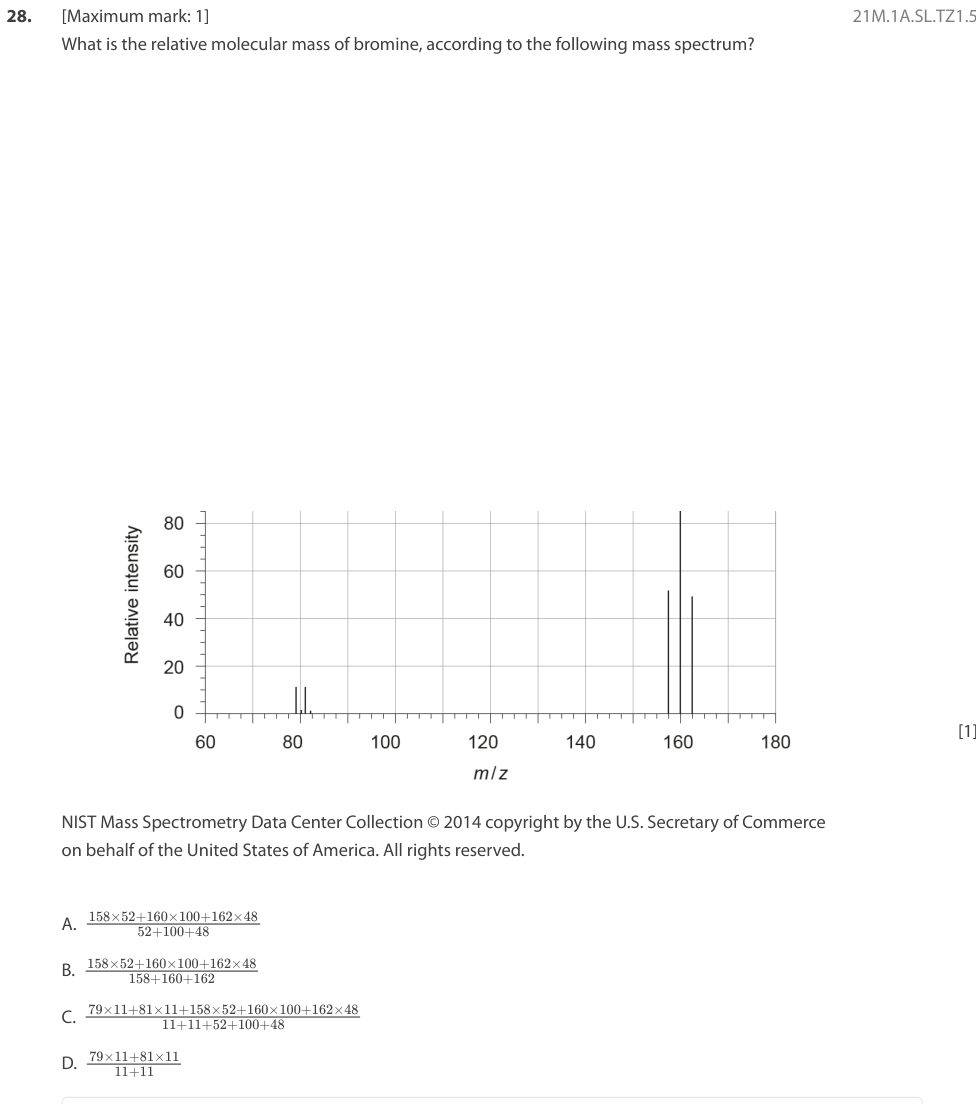 28. [Maximum mark: 1] 21M.1A.SL.TZ1.5
What is the relative molecular mass of bromine, according to the following mass spectrum?
80
60
40
20
0
Relative intensity
60 80 100 120 140 160 180
m/z
[1]
NIST Mass Spectrometry Data Center Collection © 2014 copyright by the U.S. Secretary of Commerce
on behalf of the United States of America. All rights reserved.
A. 158×52+160×100+162×48
52+100+48
B. 158×52+160×100+162×48
158+160+162
C. 79×11+81×11+158×52+160×100+162×48
11+11+52+100+48
D. 79×11+81×11
11+11